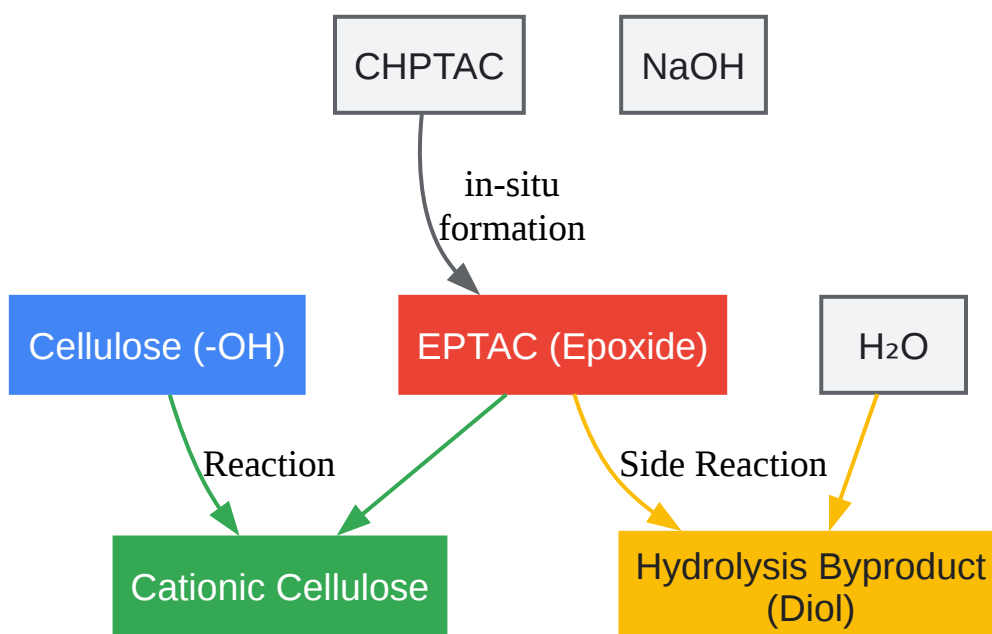 CHPTAC
NaOH
in-situ
formation
Cellulose (-OH)
EPTAC (Epoxide)
H₂O
Reaction
Side Reaction
Cationic Cellulose
Hydrolysis Byproduct
(Diol)